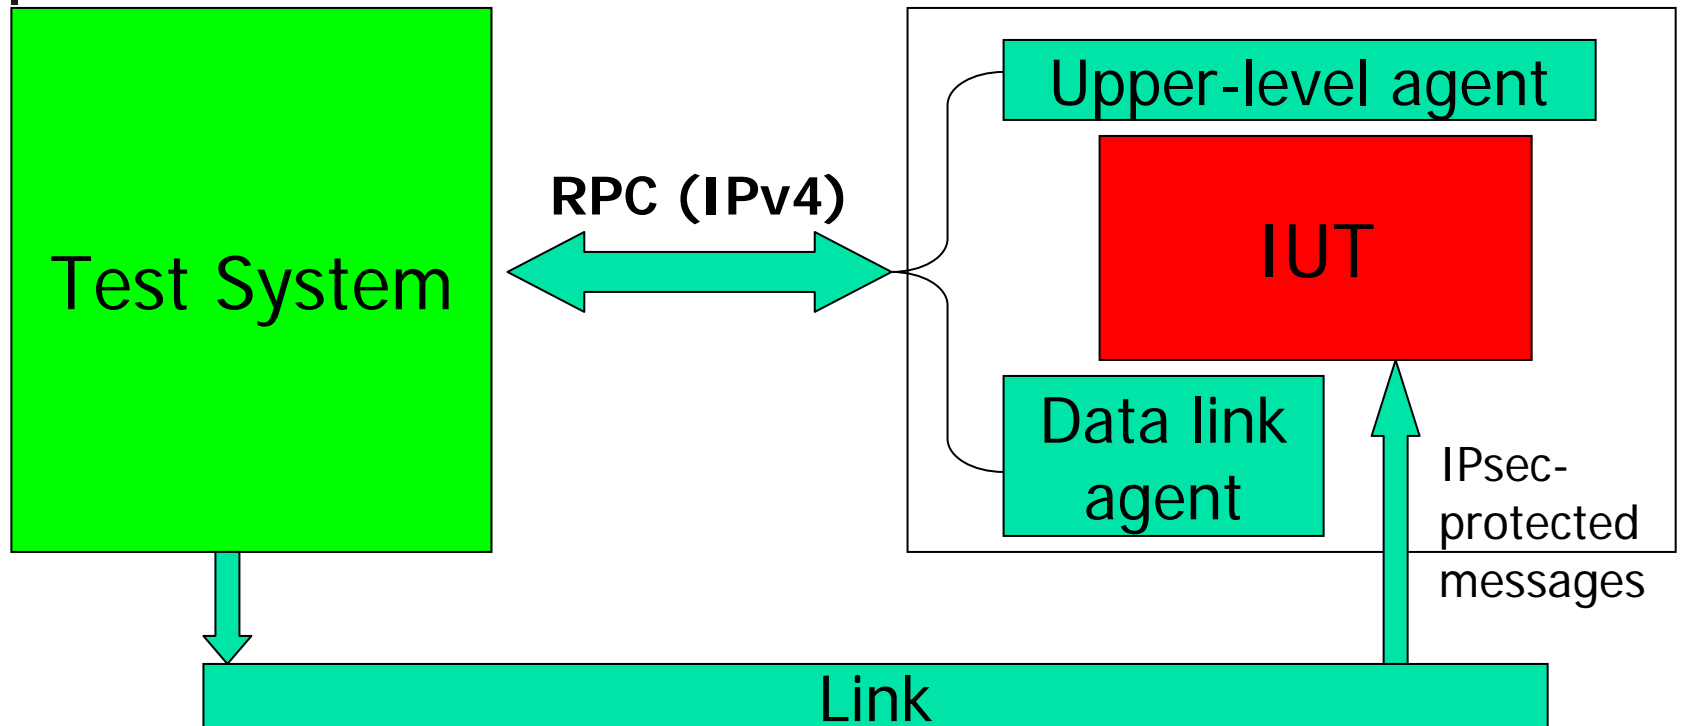 Upper-level agent
RPC (IPv4)
Test System
IUT
Data link
agent
IPsec-
protected
messages
Link